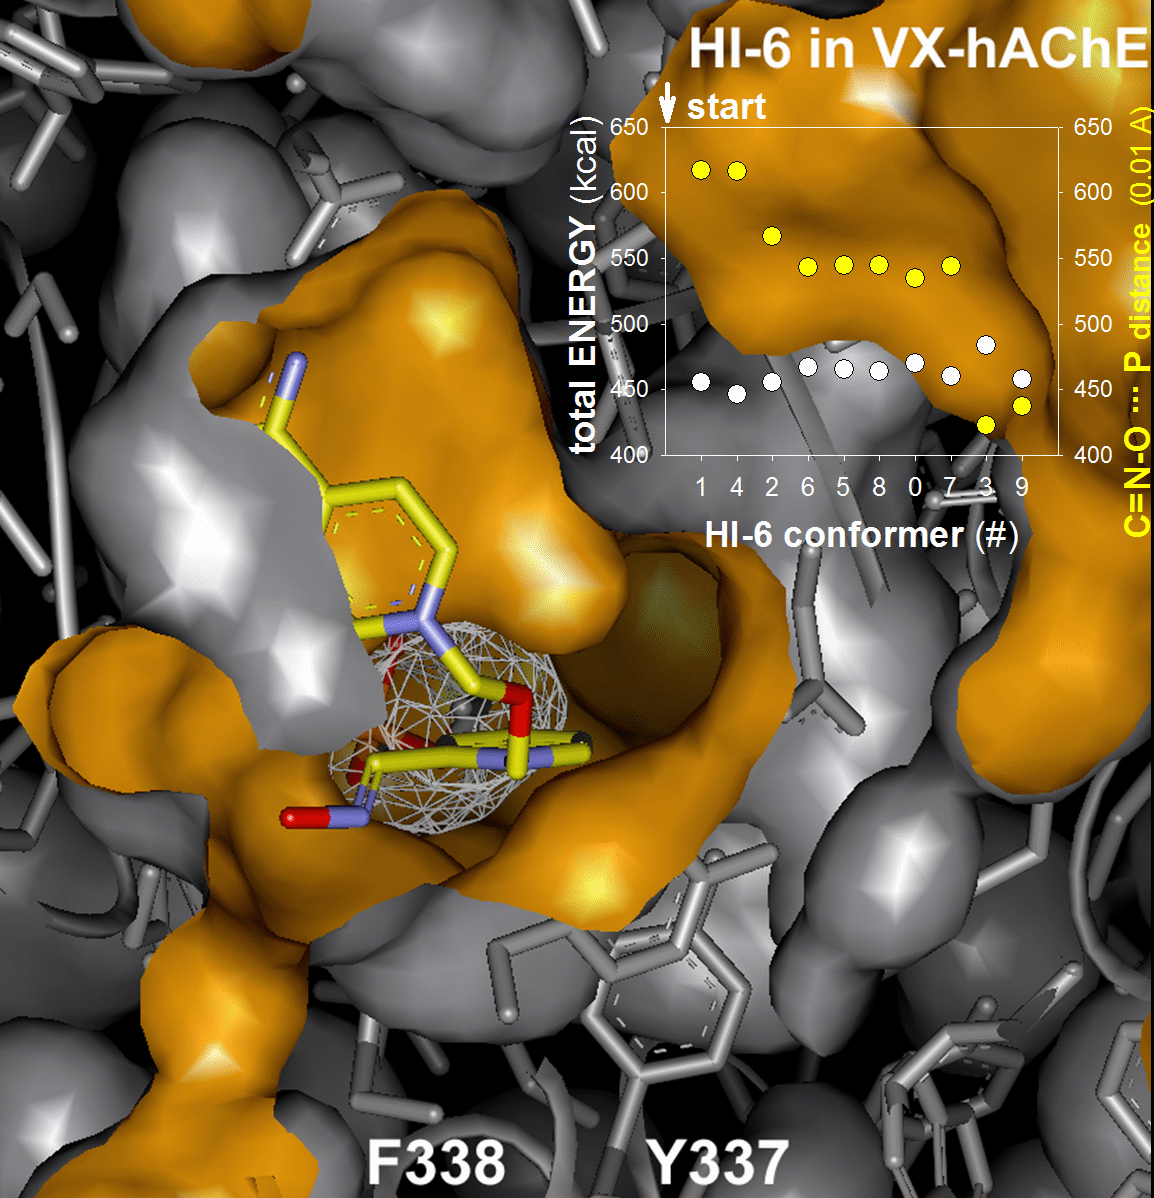 HI-6 in VX-hAChE
start
total ENERGY (kcal)
650
600
550
500
450
400
650
600
550
500
450
400
C=N-O ··· P distance (0.01 A)
1 4 2 6 5 8 0 7 3 9
HI-6 conformer (#)
F338 Y337